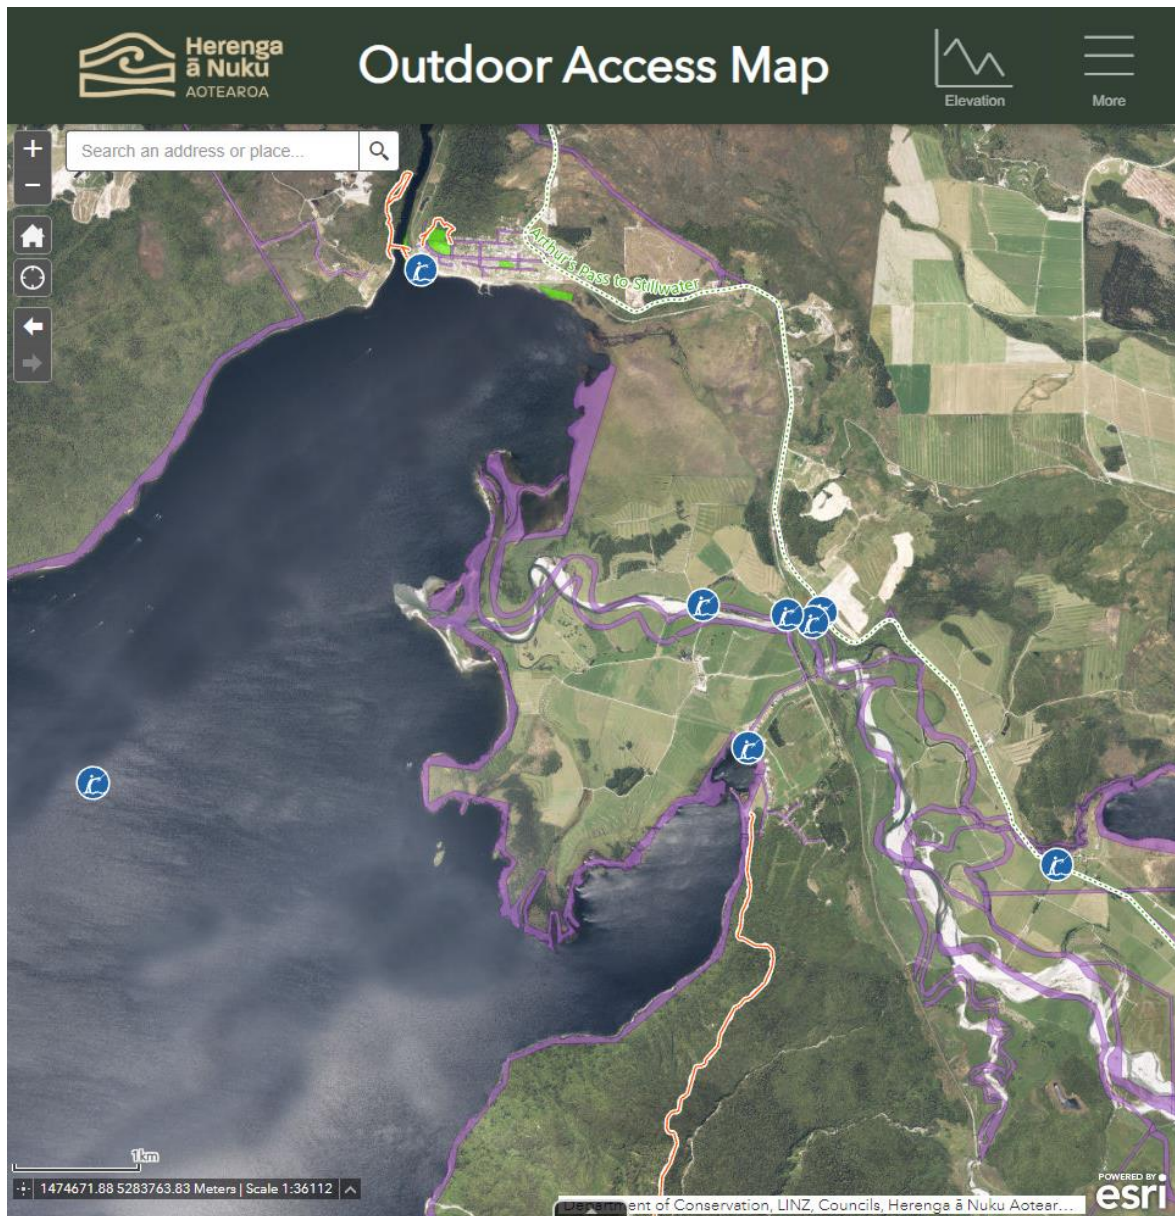 Herenga
ā Nuku
AOTEAROA
Outdoor Access Map
Elevation
More
+
−
Search an address or place...
Arthur's Pass to Stillwater
1km
1474671.88 5283763.83 Meters | Scale 1:36112
Department of Conservation, LINZ, Councils, Herenga ā Nuku Aotear...
POWERED BY
esri